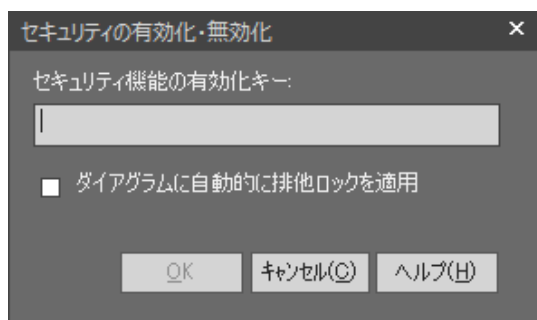 セキュリティの有効化・無効化
セキュリティ機能の有効化キー:
ダイアグラムに自動的に排他ロックを適用
OK キャンセル(C) ヘルプ(H)